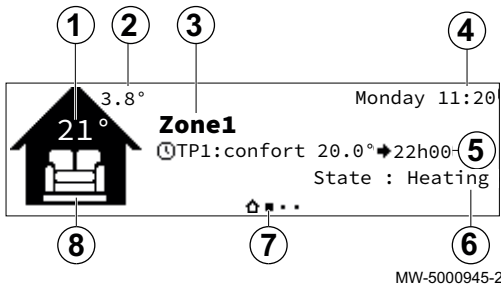 1 2 3 4
3.8° Monday 11:20
21° Zone1
TP1:confort 20.0°➔22h00 5
State : Heating
8 7 6
MW-5000945-2